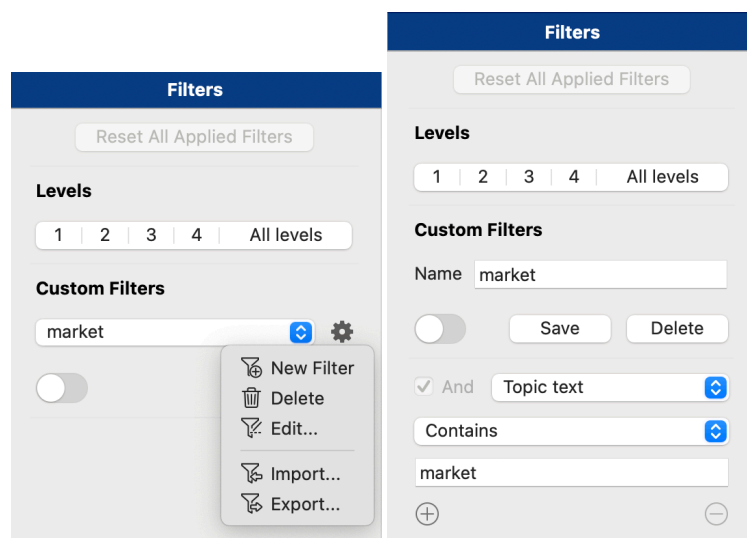 Filters
Reset All Applied Filters
Levels
1 2 3 4 All levels
Custom Filters
market
New Filter
Delete
Edit...
Import...
Export...
Filters
Reset All Applied Filters
Levels
1 2 3 4 All levels
Custom Filters
Name market
Save Delete
And Topic text
Contains
market